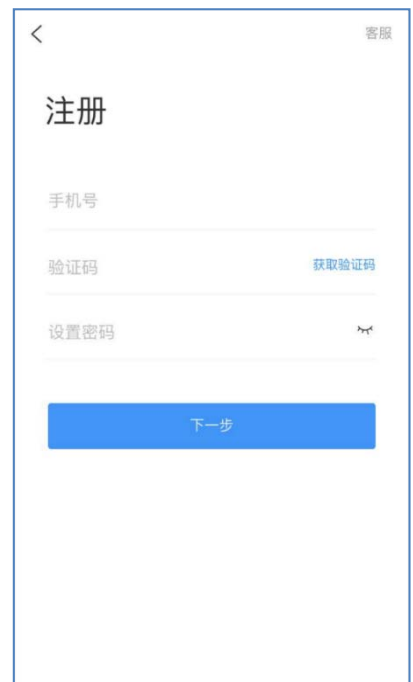 客服
注册
手机号
验证码 获取验证码
设置密码
下一步